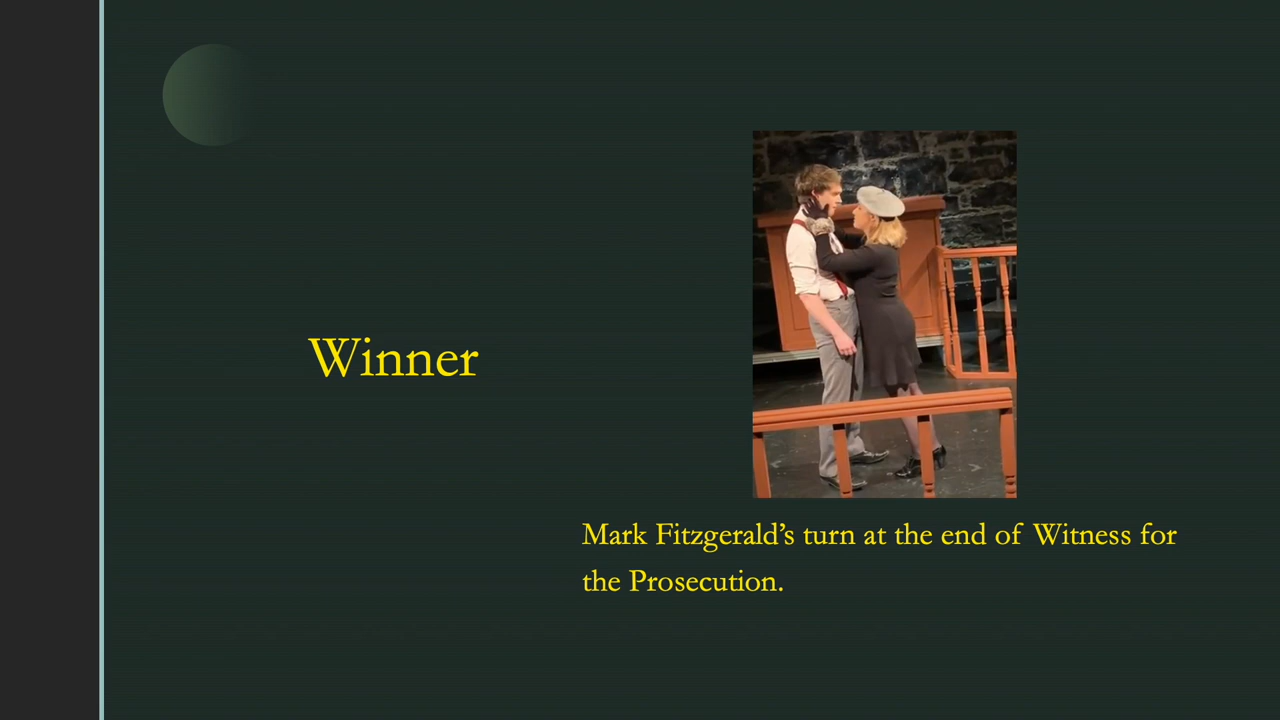 Winner
Mark Fitzgerald’s turn at the end of Witness for
the Prosecution.